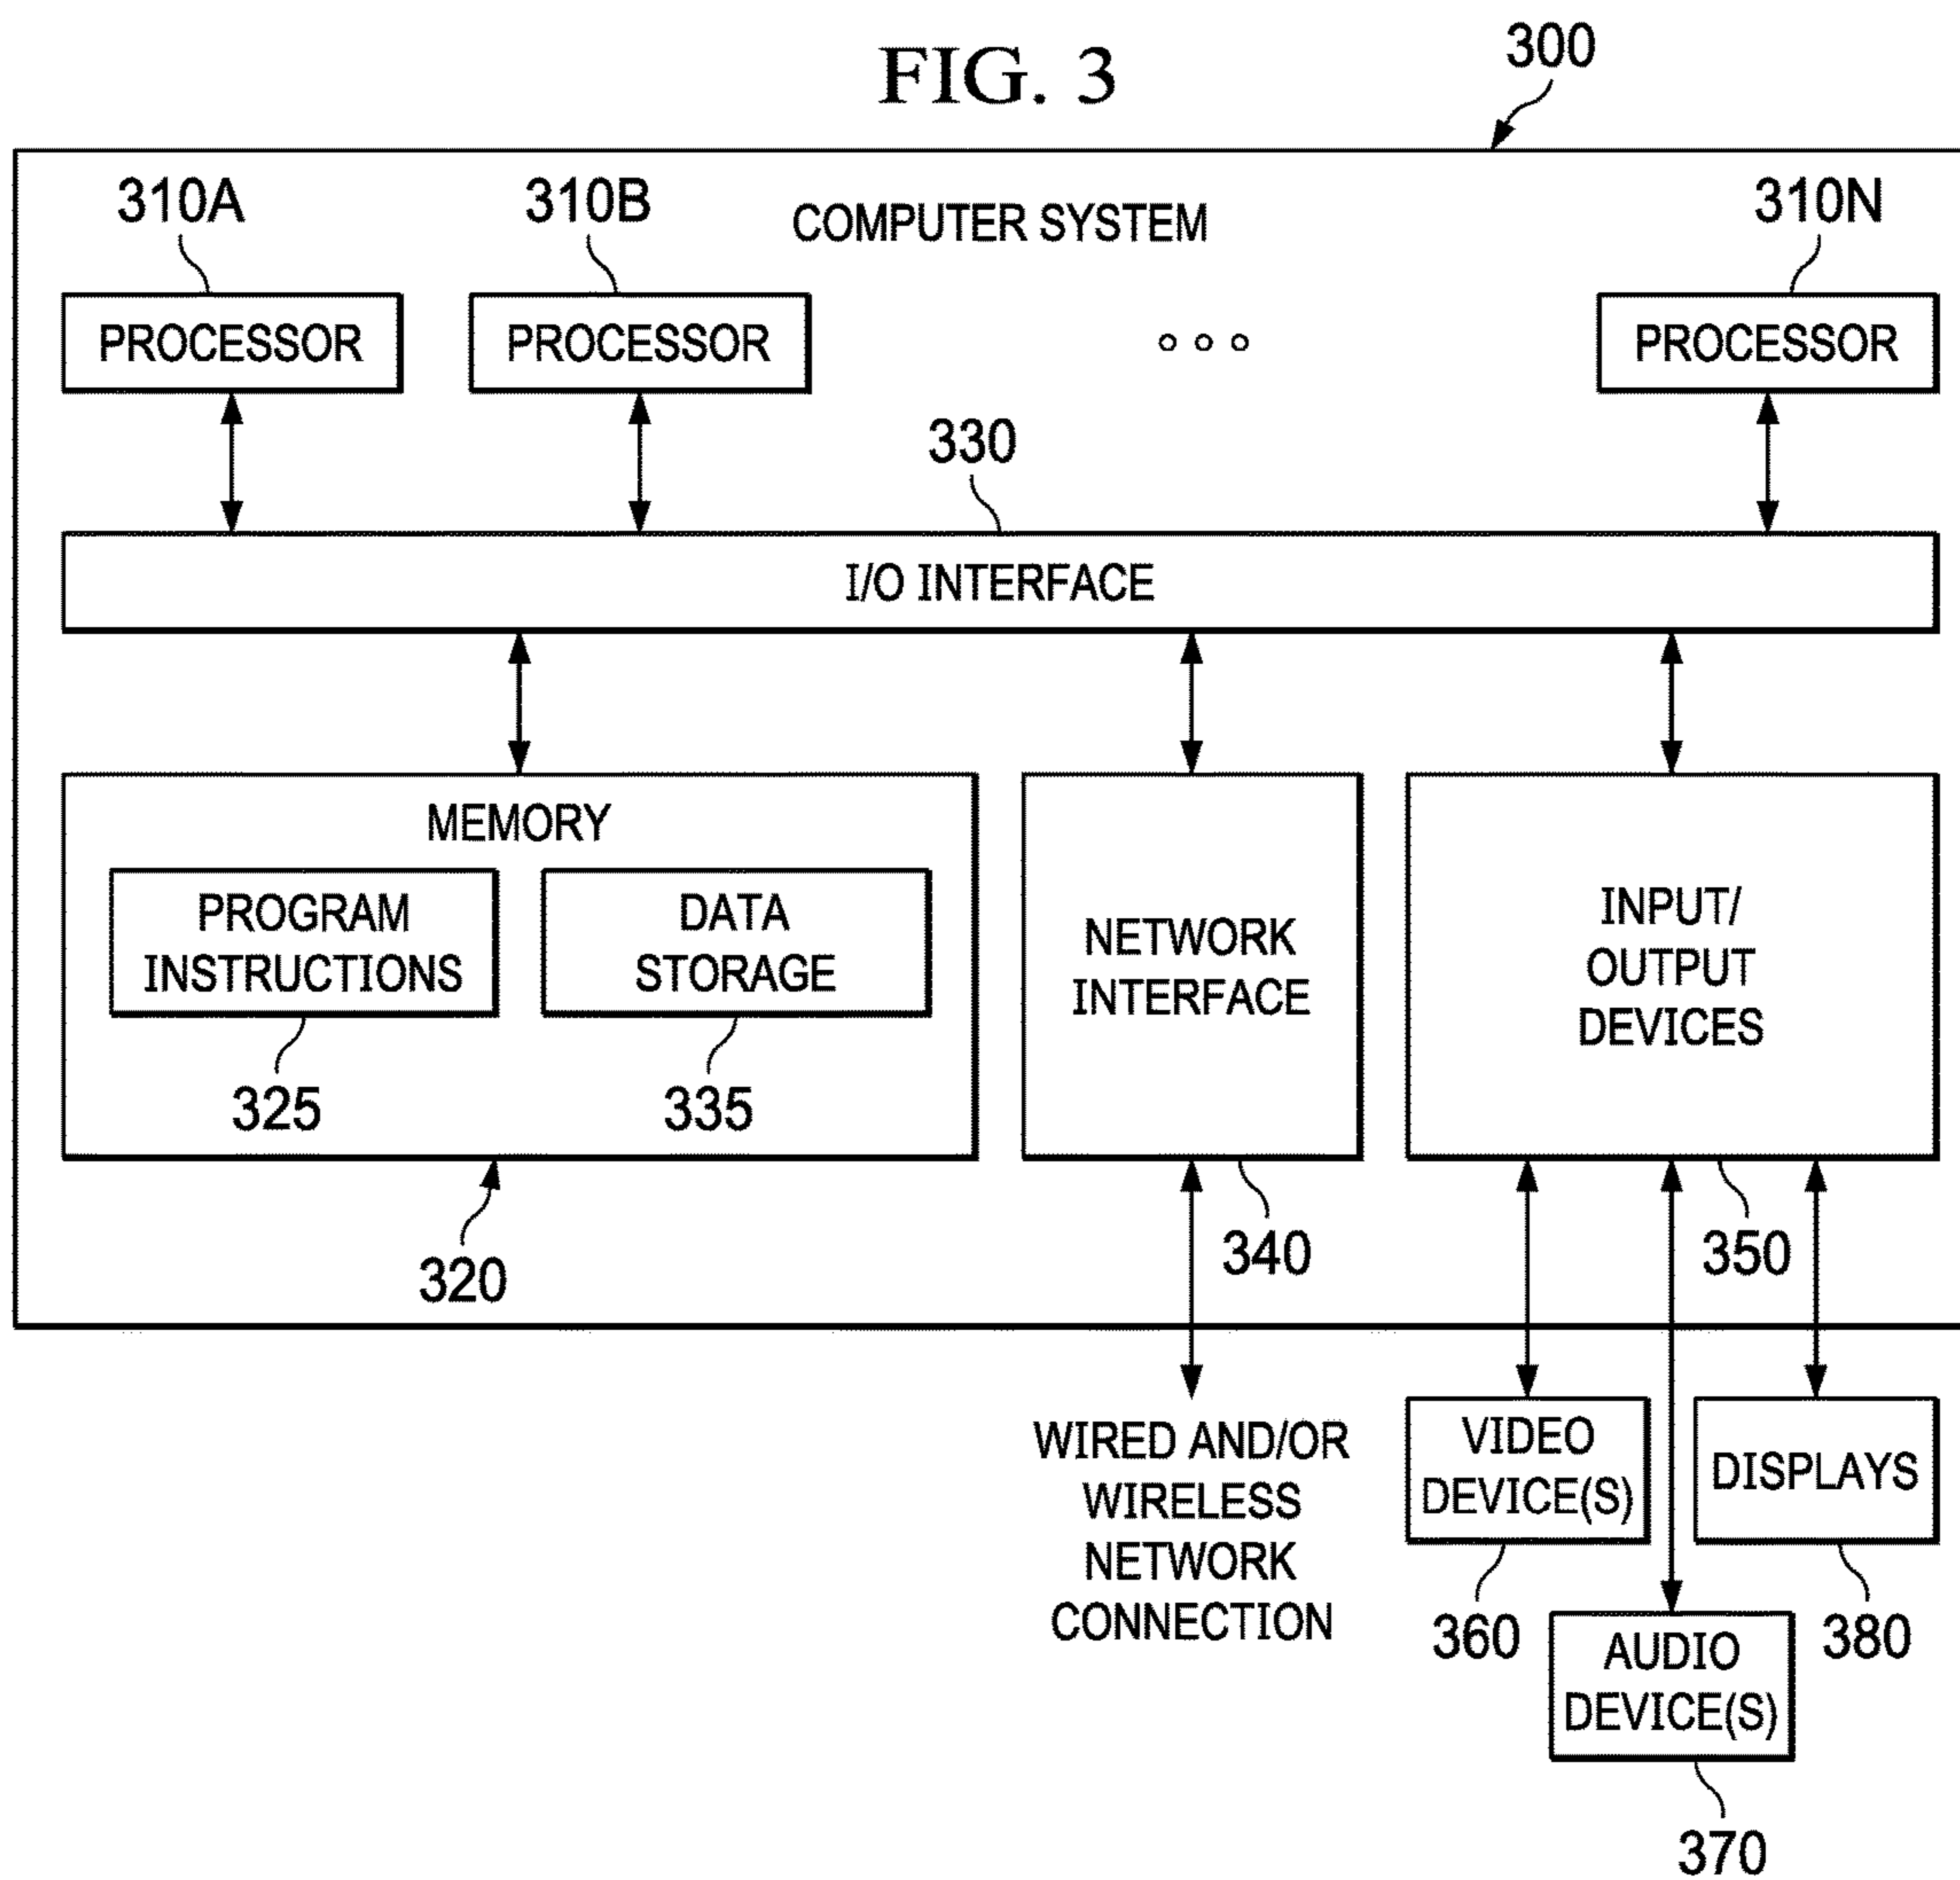 FIG. 3
300
310A
310B
COMPUTER SYSTEM
310N
PROCESSOR
PROCESSOR
PROCESSOR
330
I/O INTERFACE
MEMORY
PROGRAM
INSTRUCTIONS
DATA
STORAGE
325
335
320
NETWORK
INTERFACE
340
INPUT/
OUTPUT
DEVICES
350
WIRED AND/OR
WIRELESS
NETWORK
CONNECTION
VIDEO
DEVICE(S)
360
DISPLAYS
380
AUDIO
DEVICE(S)
370